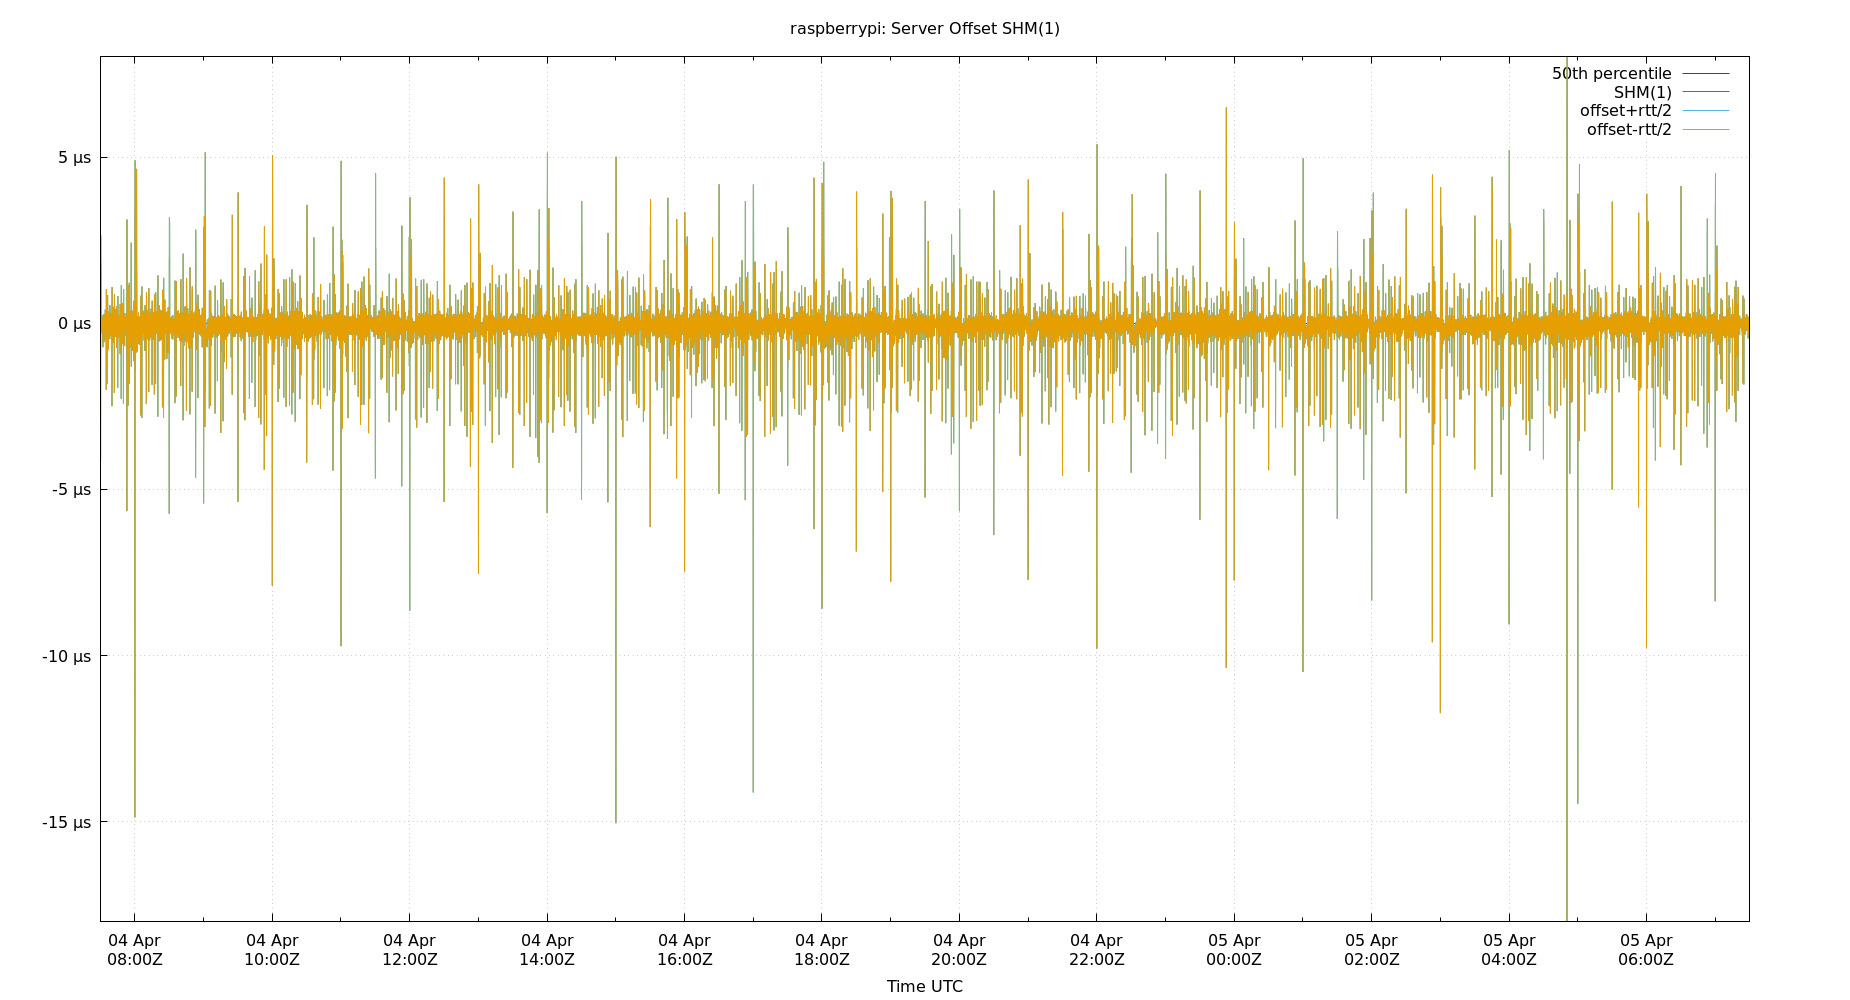 raspberrypi: Server Offset SHM(1)
50th percentile
SHM(1)
offset+rtt/2
offset-rtt/2
5 µs
0 µs
-5 µs
-10 µs
-15 µs
04 Apr 04 Apr 04 Apr 04 Apr 04 Apr 04 Apr 04 Apr 04 Apr 05 Apr 05 Apr 05 Apr 05 Apr
08:00Z 10:00Z 12:00Z 14:00Z 16:00Z 18:00Z 20:00Z 22:00Z 00:00Z 02:00Z 04:00Z 06:00Z
Time UTC